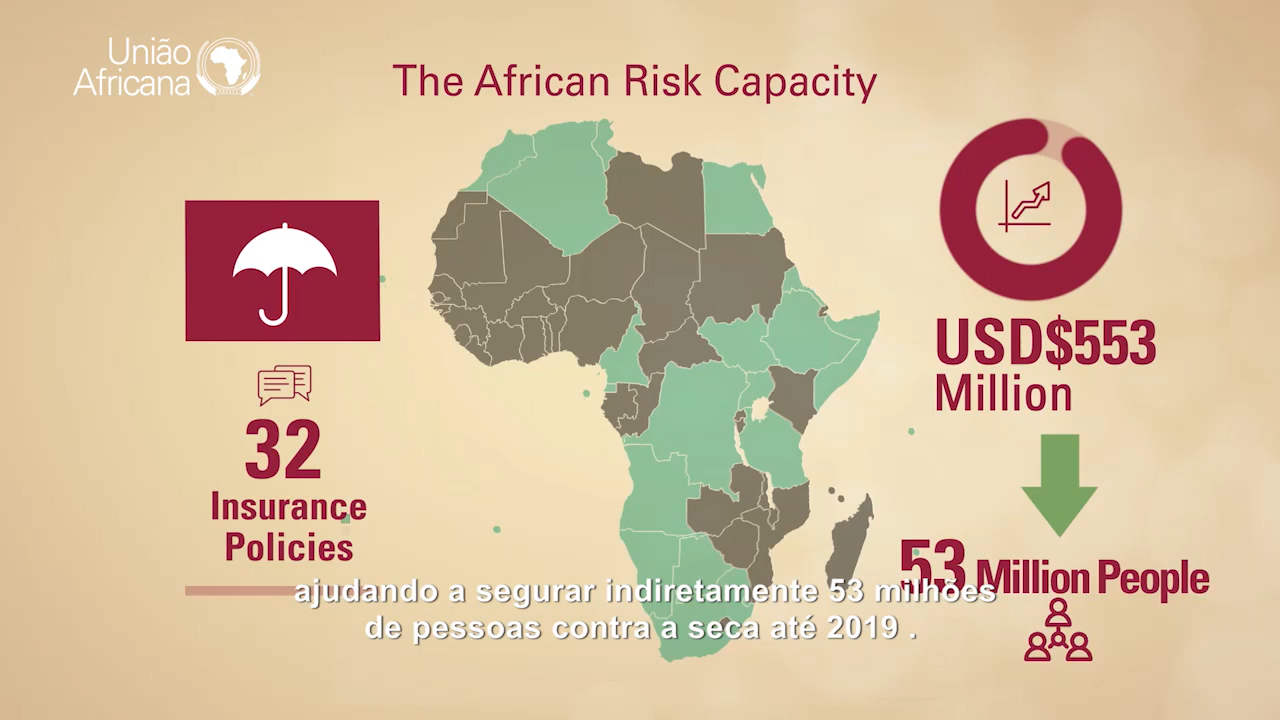 União
Africana
The African Risk Capacity
32
Insurance
Policies
USD$553
Million
53 Million People
ajudando a segurar indiretamente 53 milhões
de pessoas contra a seca até 2019 .